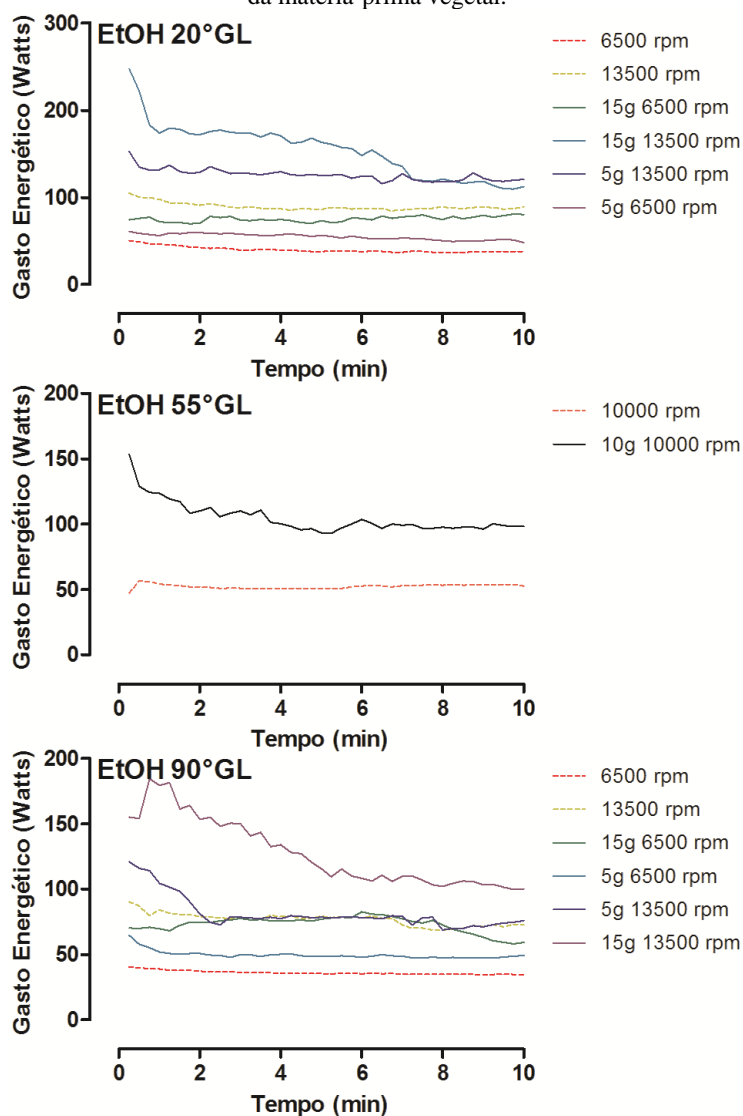 da matéria-prima vegetal.
EtOH 20°GL
Gasto Energético (Watts)
300
200
100
0
0 2 4 6 8 10
Tempo (min)
6500 rpm
13500 rpm
15g 6500 rpm
15g 13500 rpm
5g 13500 rpm
5g 6500 rpm
EtOH 55°GL
Gasto Energético (Watts)
200
150
100
50
0
0 2 4 6 8 10
Tempo (min)
10000 rpm
10g 10000 rpm
EtOH 90°GL
Gasto Energético (Watts)
200
150
100
50
0
0 2 4 6 8 10
Tempo (min)
6500 rpm
13500 rpm
15g 6500 rpm
5g 6500 rpm
5g 13500 rpm
15g 13500 rpm